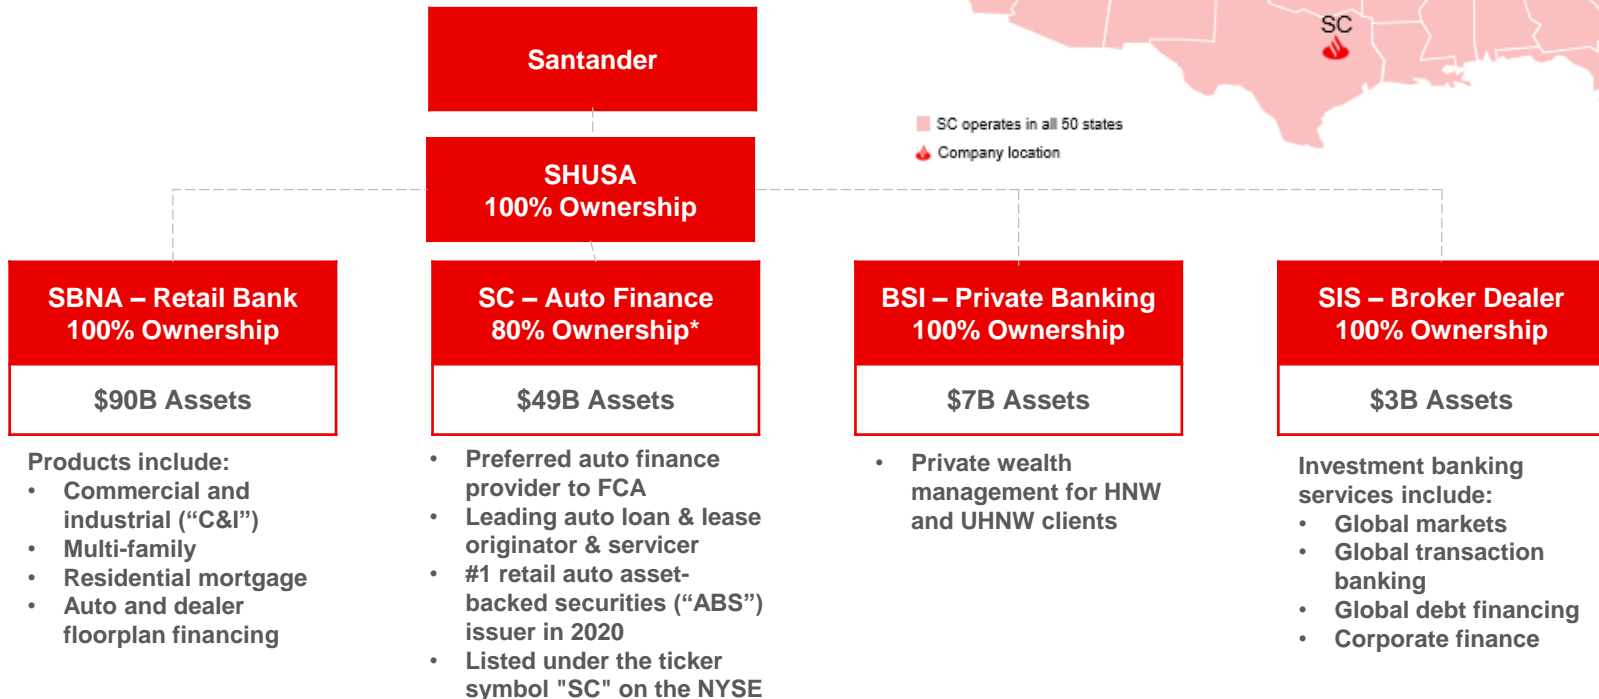 SC
SC operates in all 50 states
Company location
Santander
SHUSA
100% Ownership
SBNA – Retail Bank
100% Ownership
$90B Assets
Products include:
• Commercial and
industrial (“C&I”)
• Multi-family
• Residential mortgage
• Auto and dealer
floorplan financing
SC – Auto Finance
80% Ownership*
$49B Assets
• Preferred auto finance
provider to FCA
• Leading auto loan & lease
originator & servicer
• #1 retail auto asset-
backed securities (“ABS”)
issuer in 2020
• Listed under the ticker
symbol "SC" on the NYSE
BSI – Private Banking
100% Ownership
$7B Assets
• Private wealth
management for HNW
and UHNW clients
SIS – Broker Dealer
100% Ownership
$3B Assets
Investment banking
services include:
• Global markets
• Global transaction
banking
• Global debt financing
• Corporate finance